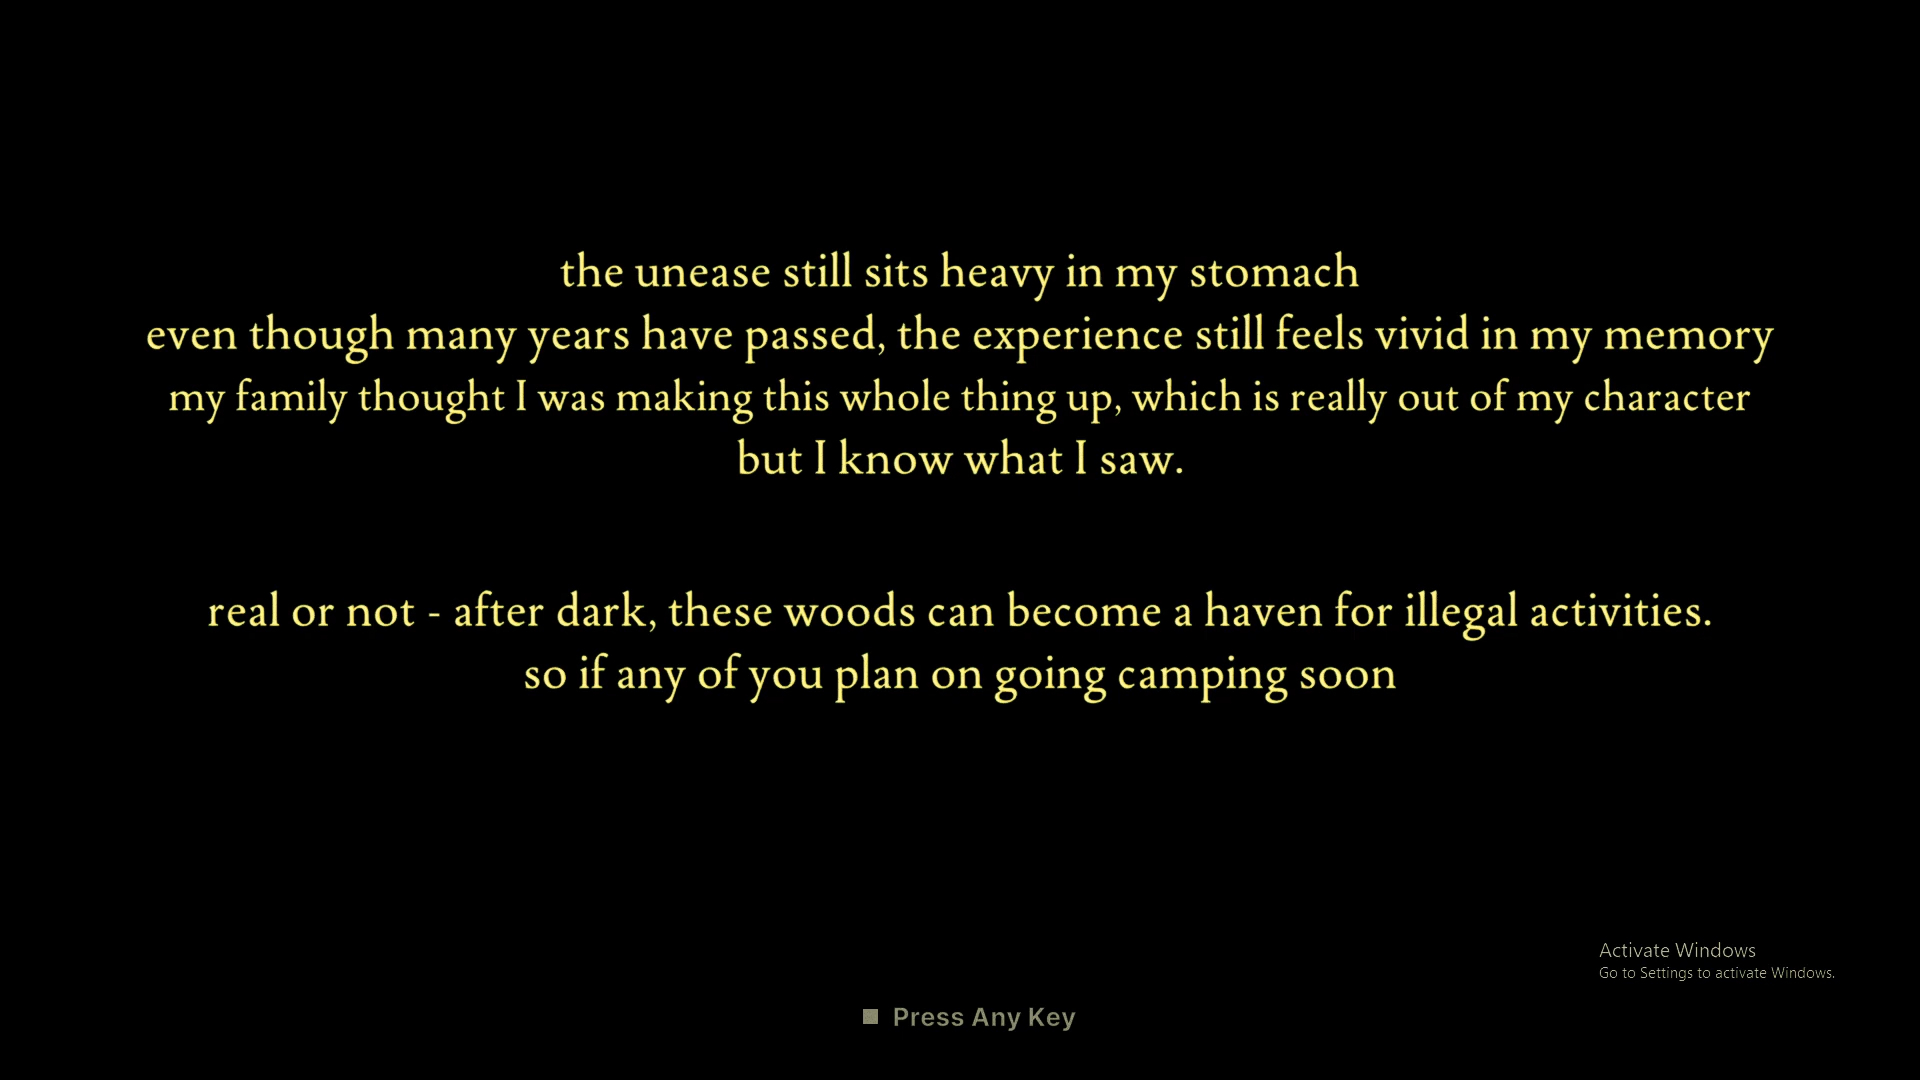 the unease still sits heavy in my stomach
even though many years have passed, the experience still feels vivid in my memory
my family thought I was making this whole thing up, which is really out of my character
but I know what I saw.
real or not - after dark, these woods can become a haven for illegal activities.
so if any of you plan on going camping soon
Activate Windows
Go to Settings to activate Windows.
Press Any Key